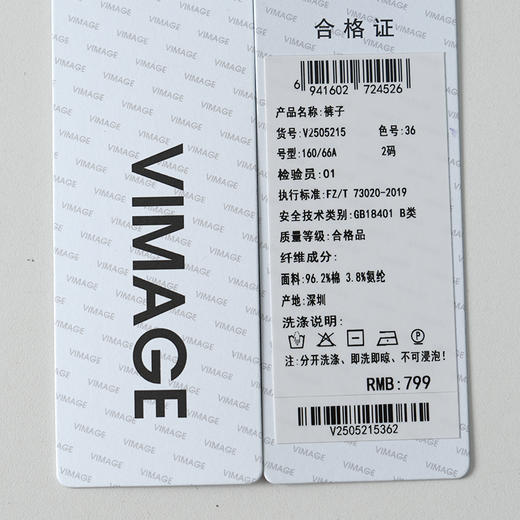 VIMAGE
合格证
6 941602 724526
产品名称:裤子
货号:V2505215 色号:36
号型:160/66A 2码
检验员:01
执行标准:FZ/T 73020-2019
安全技术类别:GB18401 B类
质量等级:合格品
纤维成分:
面料:96.2%棉 3.8%氨纶
产地:深圳
洗涤说明:
注:分开洗涤、即洗即晾、不可浸泡!
RMB:799
V2505215362